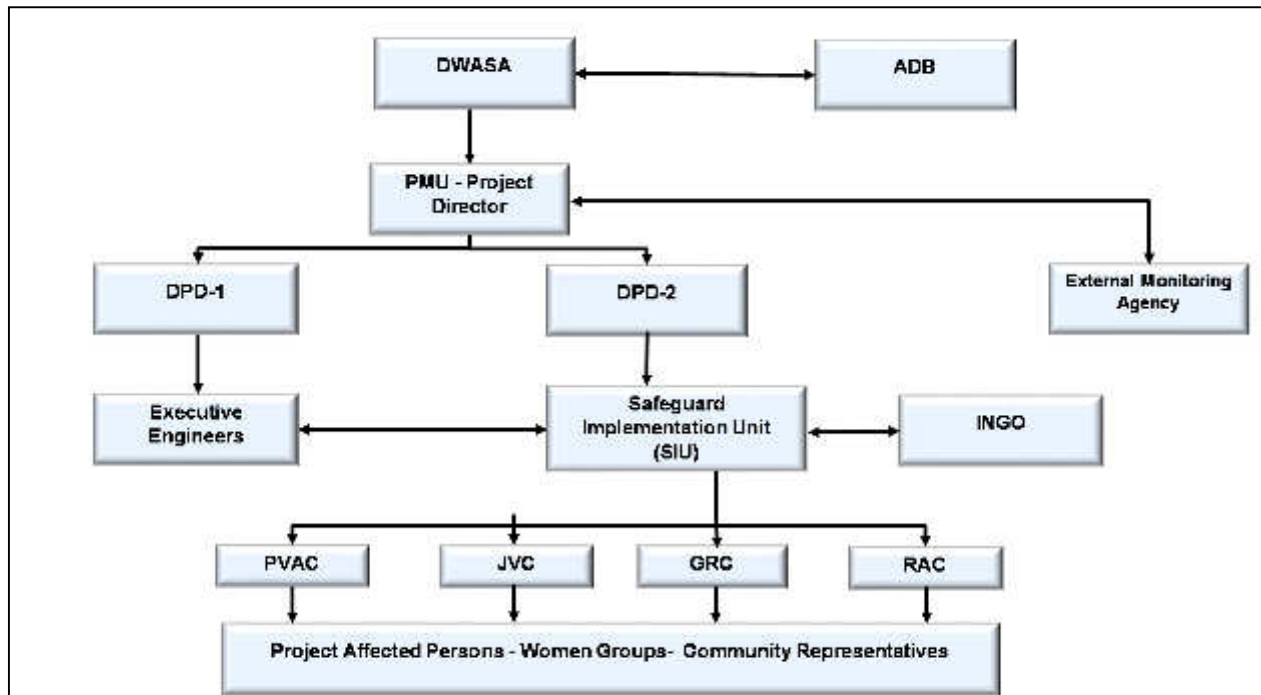 DWASA
ADB
PMU - Project
Director
DPD-1
DPD-2
External Monitoring
Agency
Executive
Engineers
Safeguard
Implementation Unit
(SIU)
INGO
PVAC
JVC
GRC
RAC
Project Affected Persons - Women Groups- Community Representatives